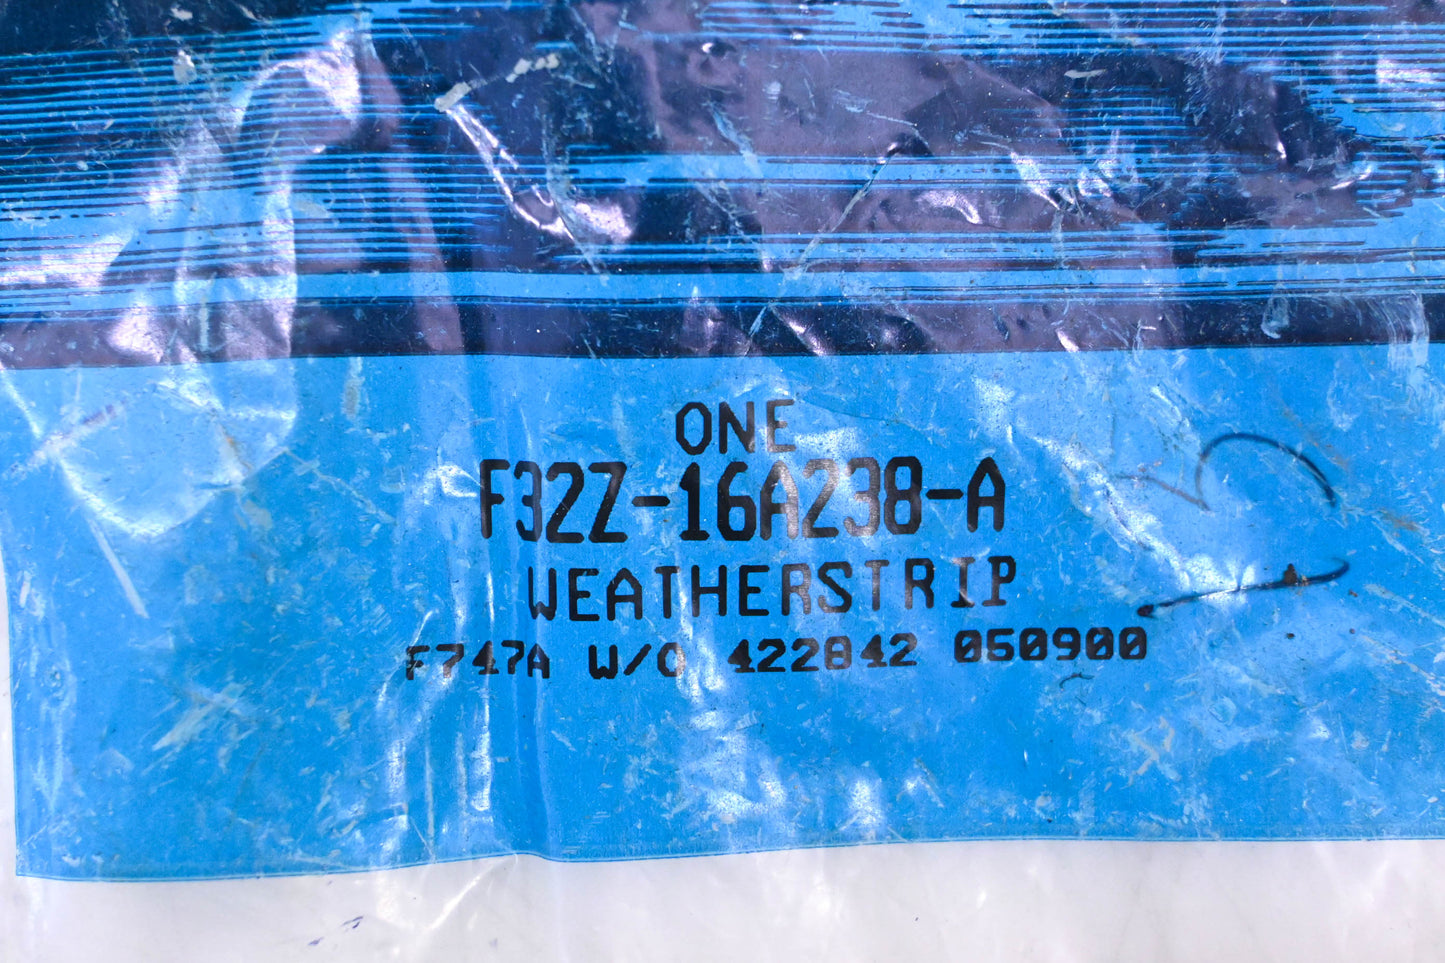 ONE
F32Z-16A238-A
WEATHERSTRIP
F747A W/O 422842 050900